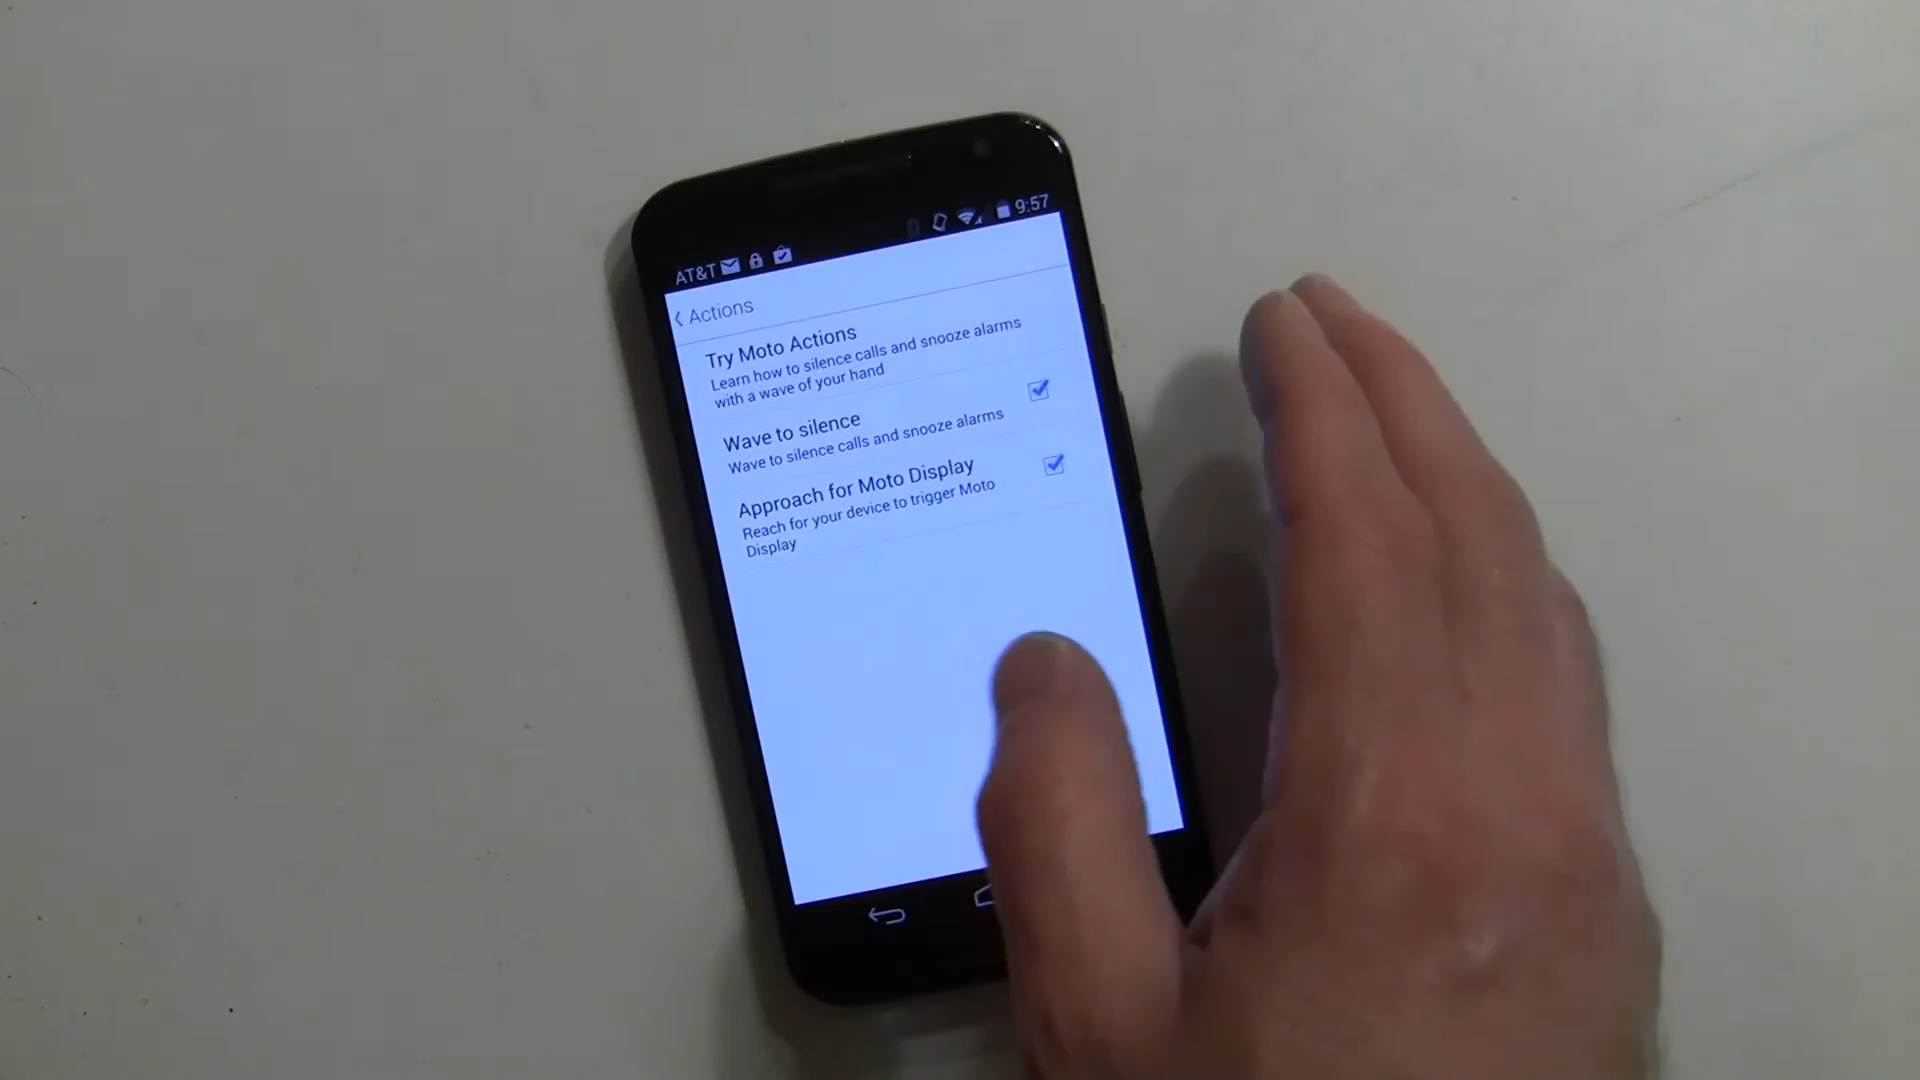 AT&T 9:57
Actions
Try Moto Actions
Learn how to silence calls and snooze alarms
with a wave of your hand
Wave to silence
Wave to silence calls and snooze alarms
Approach for Moto Display
Reach for your device to trigger Moto
Display